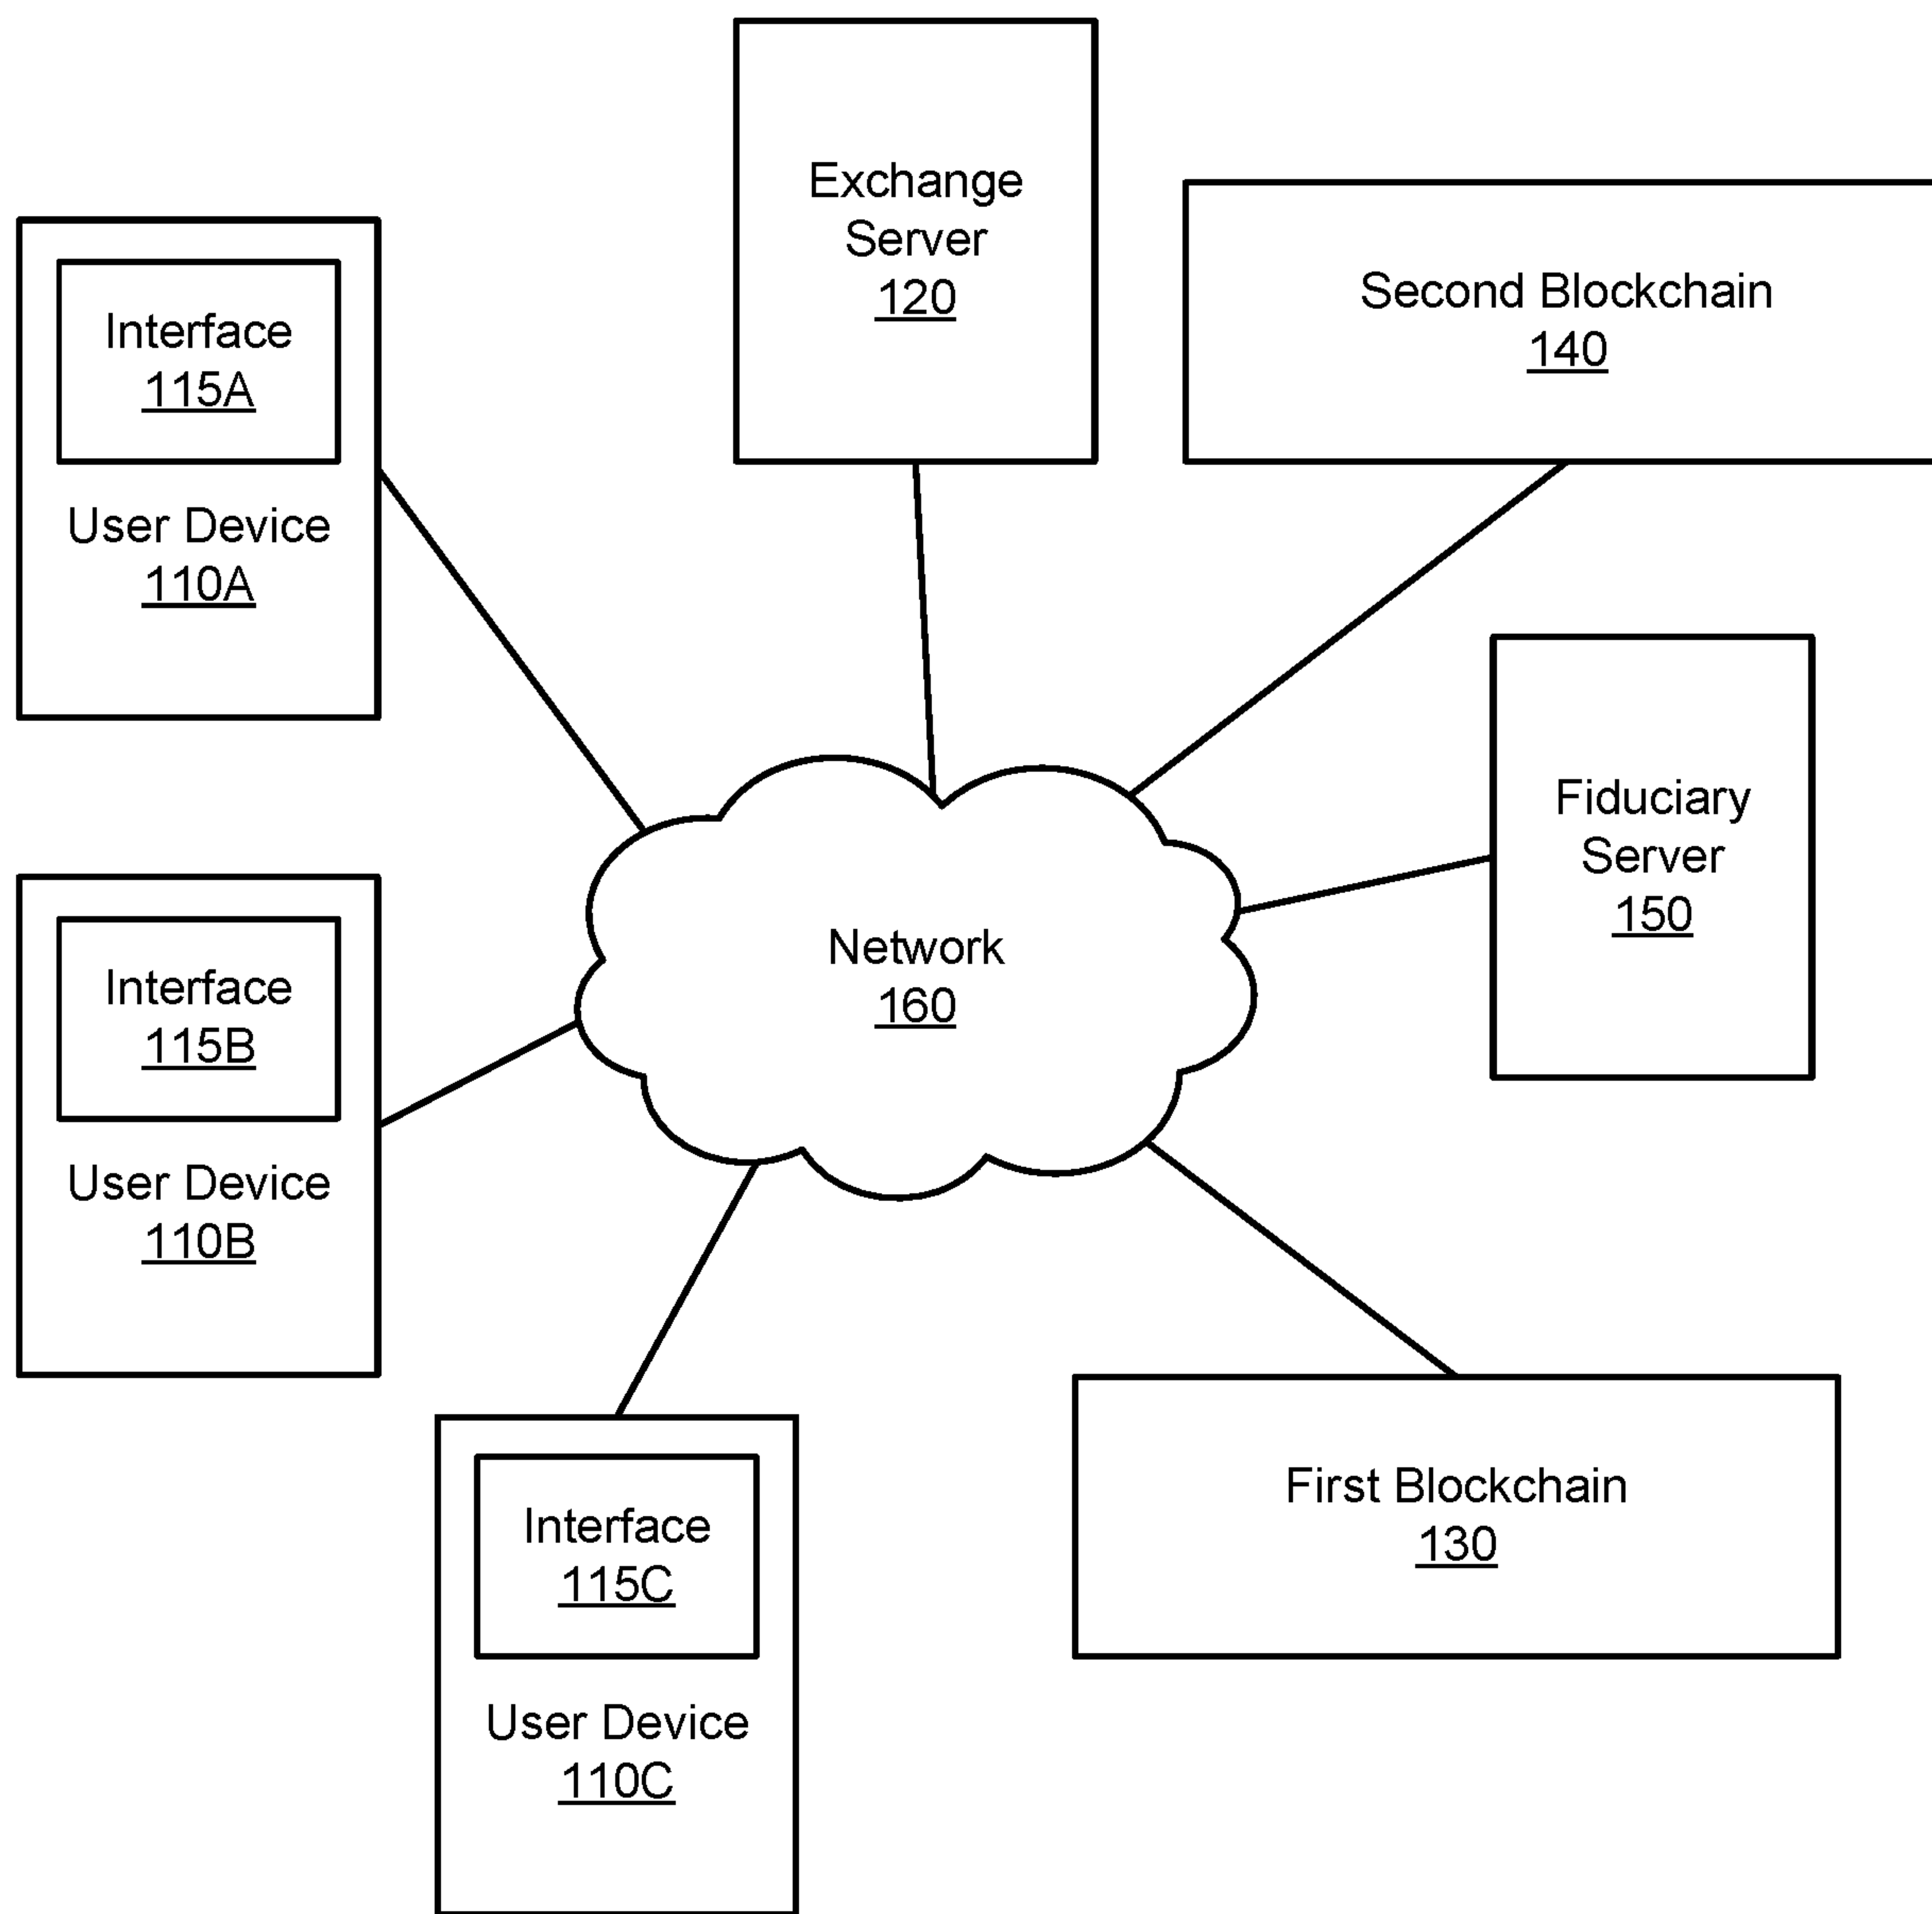 Exchange
Server
120
Second Blockchain
140
Interface
115A
User Device
110A
Fiduciary
Server
150
Network
160
Interface
115B
User Device
110B
First Blockchain
130
Interface
115C
User Device
110C